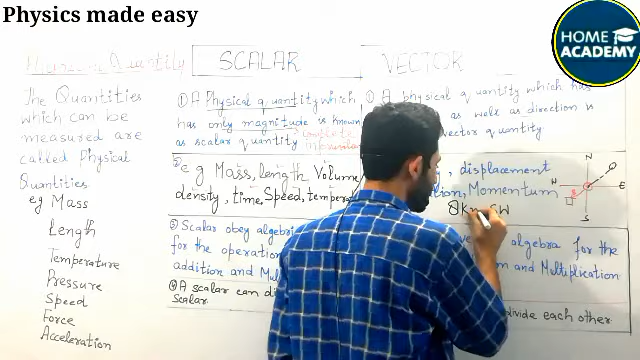 Physics made easy
HOME
ACADEMY
Physical Quantity
SCALAR
VECTOR
The Quantities
which can be
measured are
called Physical
Quantities
eg Mass
Length
Temperature
Pressure
Speed
Force
Acceleration
① A Physical quantity which
has only magnitude is known
as scalar quantity
complete
② e g Mass, length Volume
density, time, Speed,
③ Scalar obey
for the
addition and
④ A scalar can
Scalar
① A physical quantity which has
as well as direction is
vector quantity
, displacement
, Momentum
8K
SW
N
E
S
algebra for the
and Multiplication
divide each other